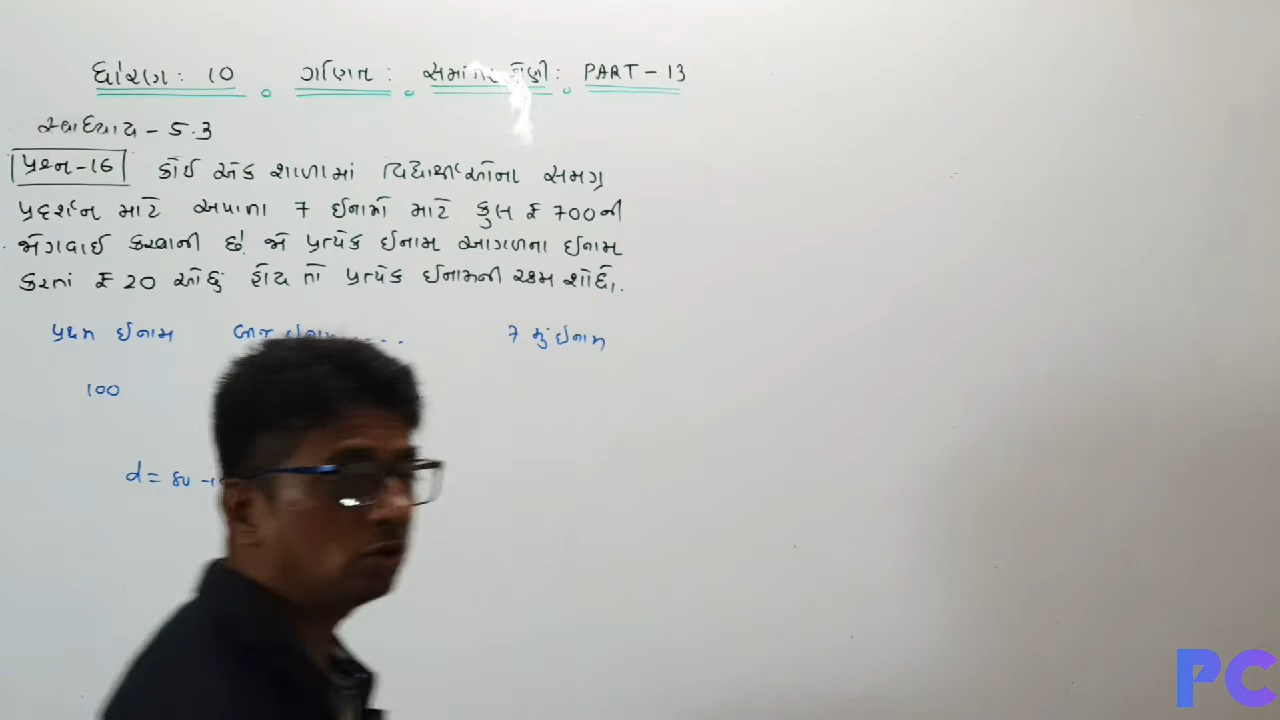 ધોરણ : 10 ગણિત : સમાંતર શ્રેણી : PART - 13
સ્વાધ્યાય - 5.3
પ્રશ્ન-16 કોઈ એક શાળામાં વિદ્યાર્થીઓના સમગ્ર
પ્રદર્શન માટે અપાતા 7 ઈનામો માટે કુલ ₹ 700 ની
જોગવાઈ કરવાની છે. જો પ્રત્યેક ઈનામ આગળના ઈનામ
કરતાં ₹ 20 ઓછું હોય તો પ્રત્યેક ઈનામની રકમ શોધો.
પ્રથમ ઈનામ ... 7 મું ઈનામ
100
d = 80 -
PC